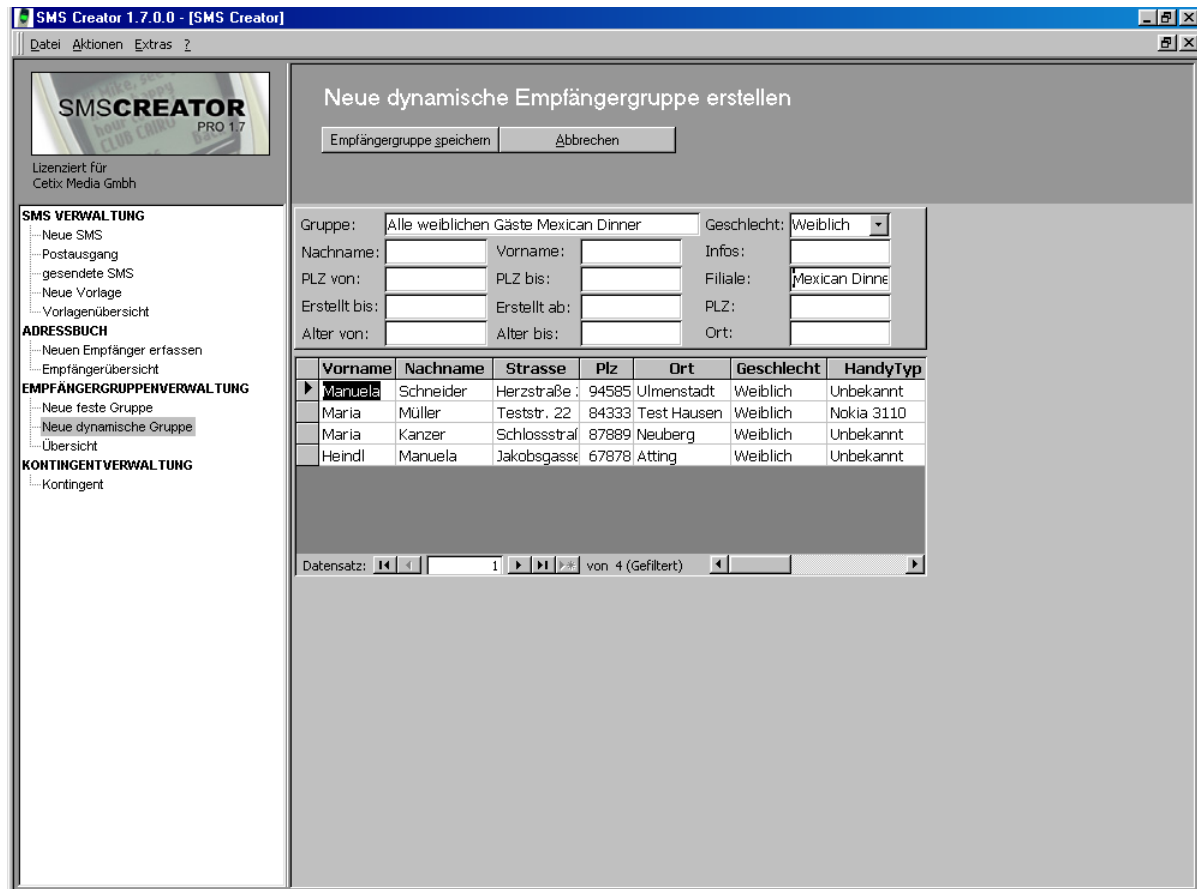 SMS Creator 1.7.0.0 - [SMS Creator]
Datei Aktionen Extras ?
SMSCREATOR
PRO 1.7
Lizenziert für
Cetix Media Gmbh
Neue dynamische Empfängergruppe erstellen
Empfängergruppe speichern Abbrechen
SMS VERWALTUNG
Neue SMS
Postausgang
gesendete SMS
Neue Vorlage
Vorlagenübersicht
ADRESSBUCH
Neuen Empfänger erfassen
Empfängerübersicht
EMPFÄNGERGRUPPENVERWALTUNG
Neue feste Gruppe
Neue dynamische Gruppe
Übersicht
KONTINGENTVERWALTUNG
Kontingent
Gruppe: Alle weiblichen Gäste Mexican Dinner Geschlecht: Weiblich
Nachname: Vorname: Infos:
PLZ von: PLZ bis: Filiale: Mexican Dinne
Erstellt bis: Erstellt ab: PLZ:
Alter von: Alter bis: Ort:
Vorname Nachname Strasse Plz Ort Geschlecht HandyTyp
Manuela Schneider Herzstraße 94585 Ulmenstadt Weiblich Unbekannt
Maria Müller Teststr. 22 84333 Test Hausen Weiblich Nokia 3110
Maria Kanzer Schlossstraß 87889 Neuberg Weiblich Unbekannt
Heindl Manuela Jakobsgasse 67878 Atting Weiblich Unbekannt
Datensatz: 1 von 4 (Gefiltert)